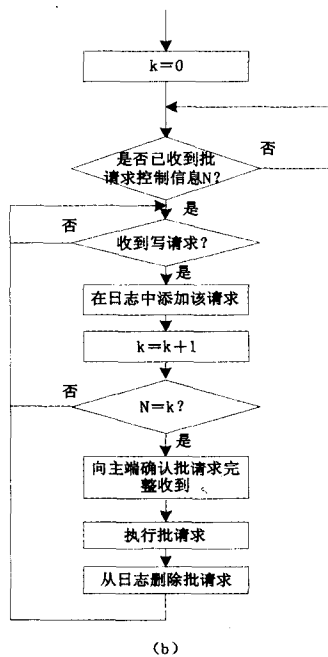 k=0
是否已收到批
请求控制信息N?
否
是
否
收到写请求?
是
在日志中添加该请求
k=k+1
否
N=k?
是
向主端确认批请求完
整收到
执行批请求
从日志删除批请求
(b)